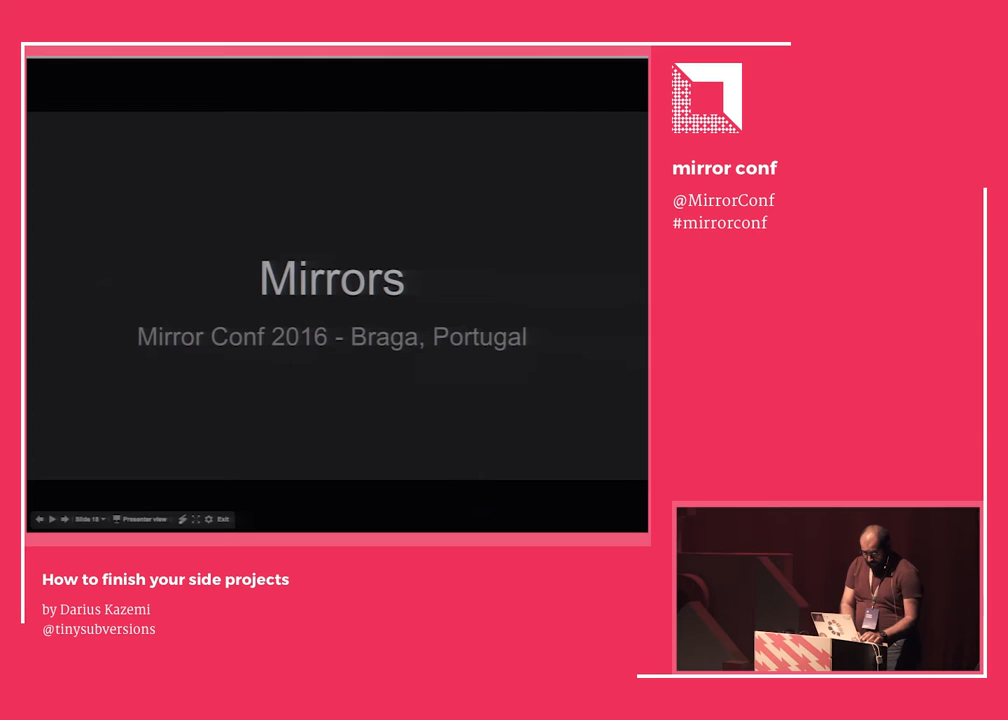 Mirrors
Mirror Conf 2016 - Braga, Portugal
Slide 18
Presenter view
Exit
mirror conf
@MirrorConf
#mirrorconf
How to finish your side projects
by Darius Kazemi
@tinysubversions